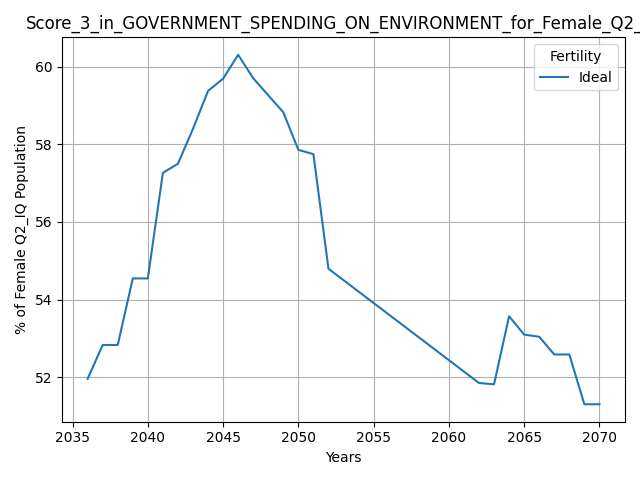 Score_3_in_GOVERNMENT_SPENDING_ON_ENVIRONMENT_for_Female_Q2_
Fertility
Ideal
% of Female Q2_IQ Population
60
58
56
54
52
2035 2040 2045 2050 2055 2060 2065 2070
Years